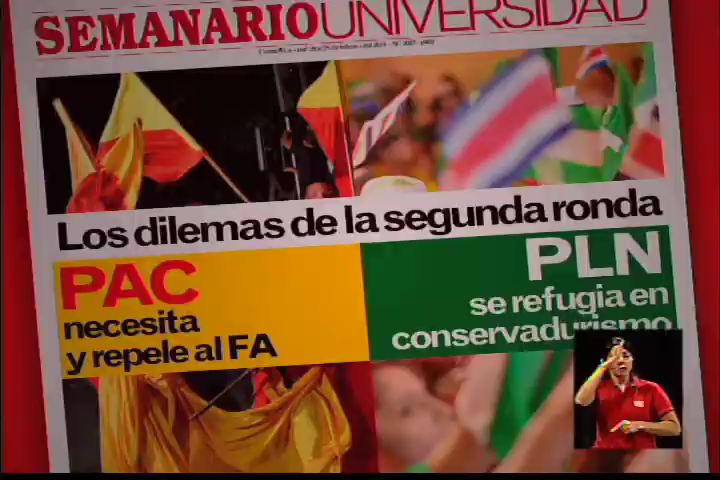 SEMANARIOUNIVERSIDAD
Los dilemas de la segunda ronda
PAC
necesita
y repele al FA
PLN
se refugia en
conservadurismo